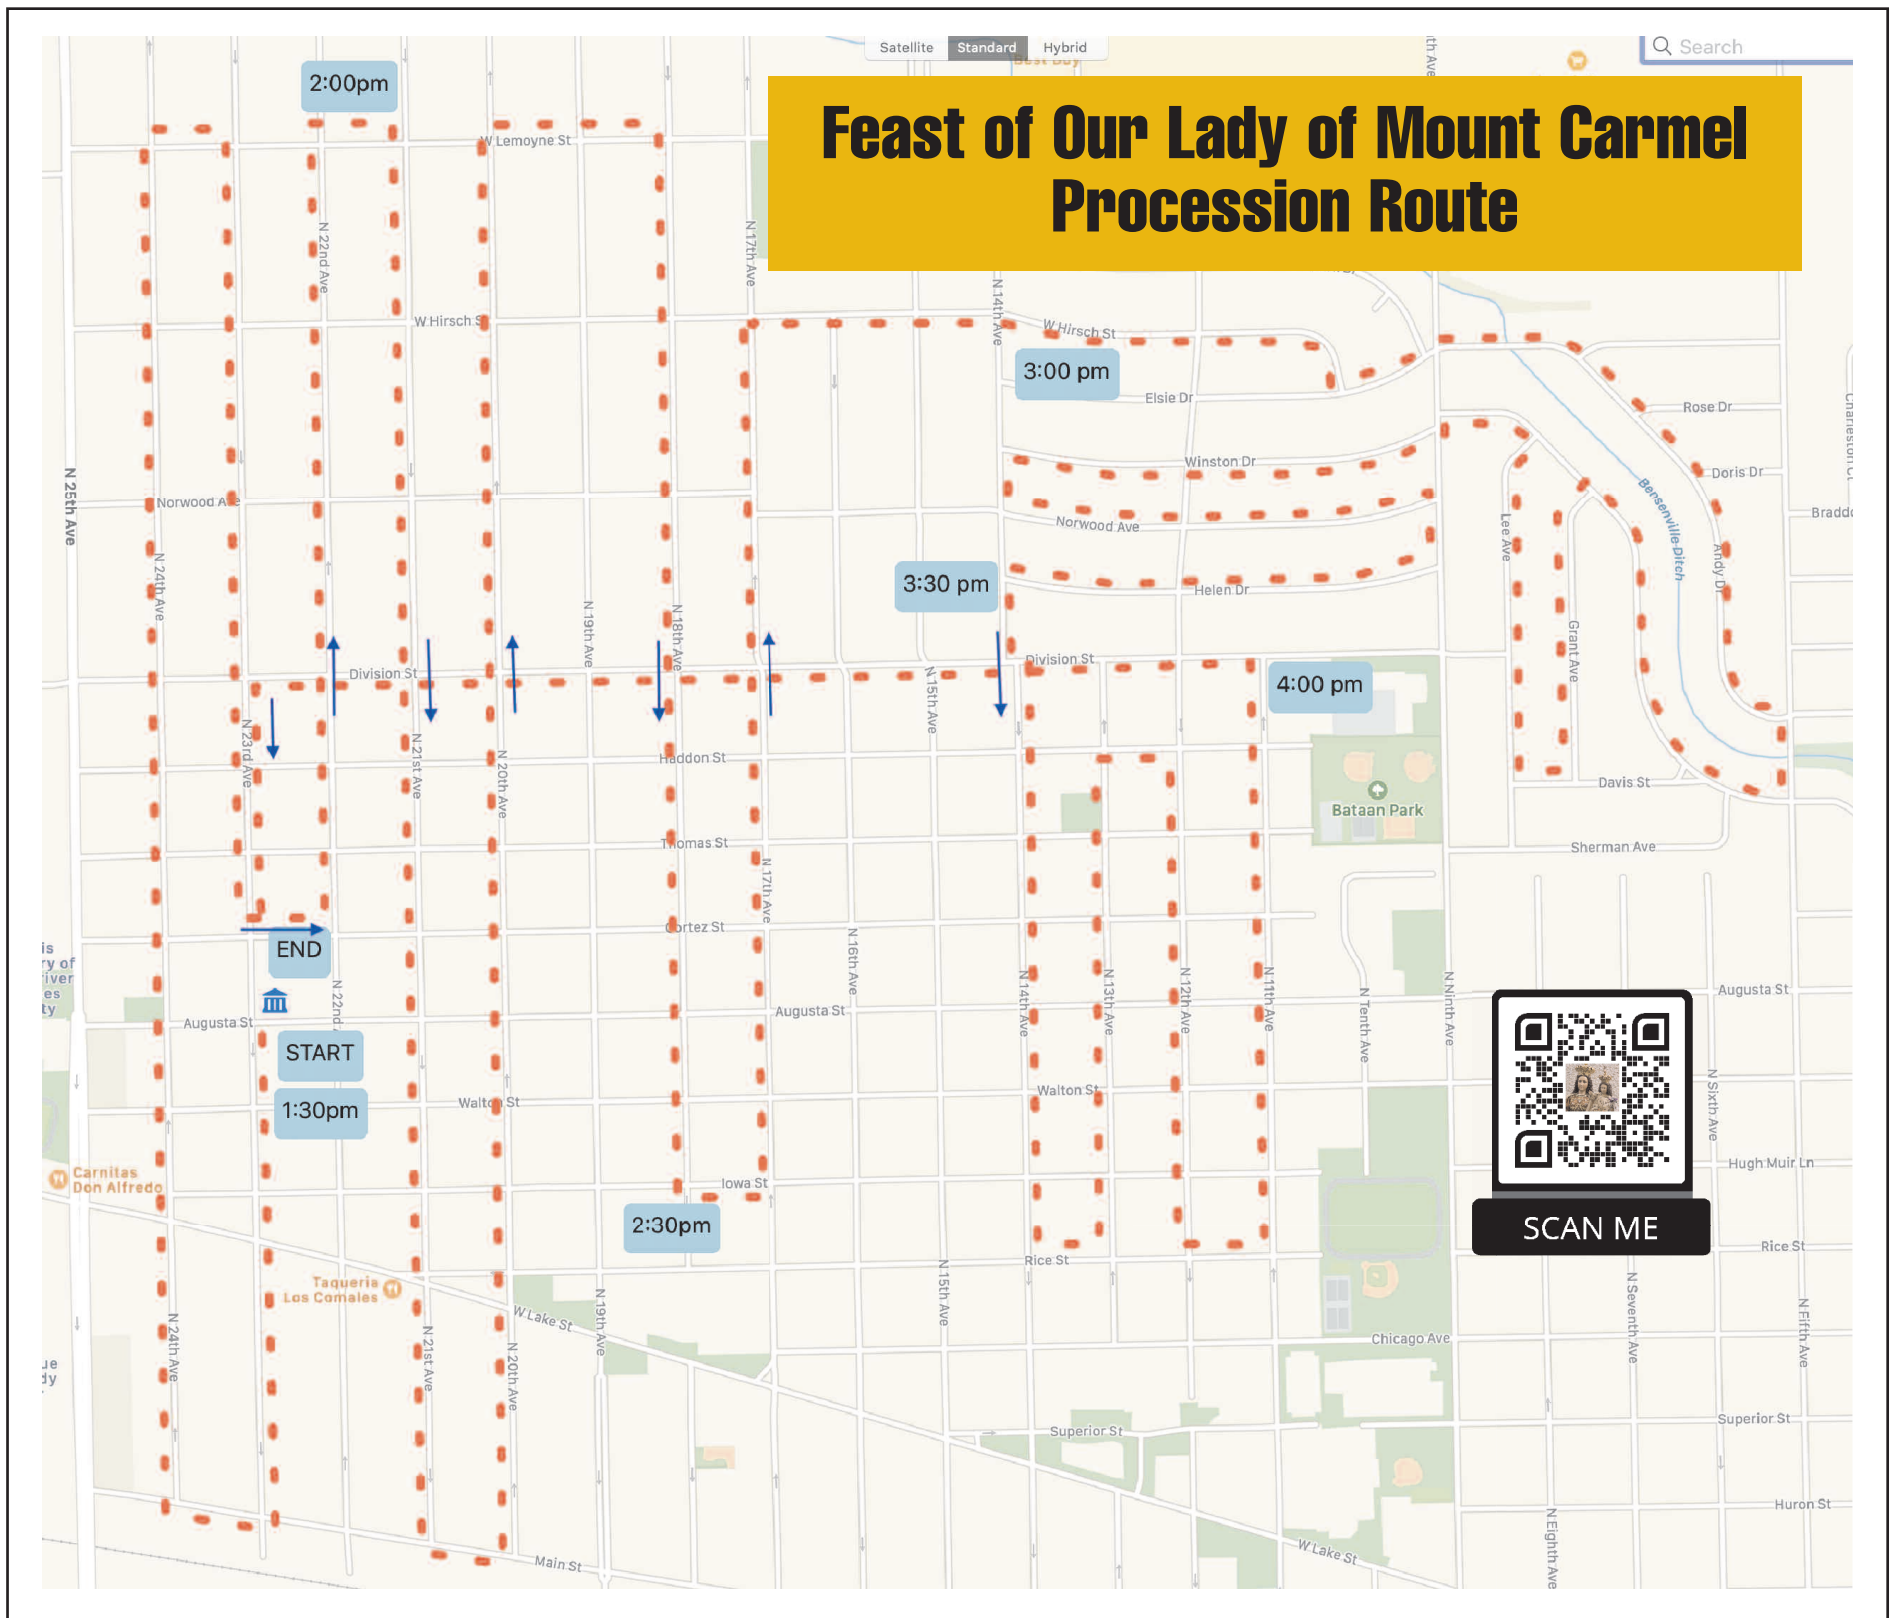 Satellite
Standard
Hybrid
Search
2:00pm
Feast of Our Lady of Mount Carmel
Procession Route
W Lemoyne St
N 22nd Ave
N 17th Ave
N 14th Ave
W Hirsch St
3:00 pm
Elsie Dr
Rose Dr
Winston Dr
Doris Dr
N 25th Ave
Norwood Ave
Norwood Ave
Bensenville Ditch
Lee Ave
Andy Dr
N 24th Ave
3:30 pm
Helen Dr
N 19th Ave
N 18th Ave
Grant Ave
Division St
Division St
N 15th Ave
4:00 pm
N 23rd Ave
N 21st Ave
N 20th Ave
Haddon St
Davis St
Bataan Park
Thomas St
Sherman Ave
N 17th Ave
Cortez St
END
N 16th Ave
N 14th Ave
N 13th Ave
N 12th Ave
N 11th Ave
N Tenth Ave
N Ninth Ave
Augusta St
Augusta St
Augusta St
START
1:30pm
Walton St
Walton St
N Sixth Ave
Carnitas
Don Alfredo
Iowa St
Hugh Muir Ln
2:30pm
SCAN ME
Rice St
Rice St
Taqueria
Los Comales
W Lake St
N 24th Ave
N 21st Ave
N 20th Ave
N 19th Ave
N 15th Ave
Chicago Ave
N Seventh Ave
N Fifth Ave
Superior St
Superior St
Huron St
N Eighth Ave
W Lake St
Main St